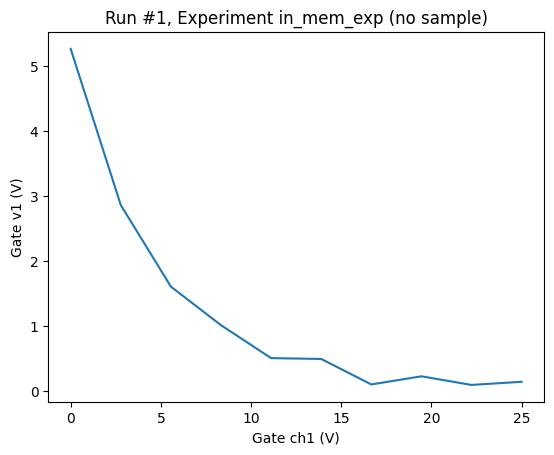 Run #1, Experiment in_mem_exp (no sample)
5
4
3
2
1
0
Gate v1 (V)
0 5 10 15 20 25
Gate ch1 (V)